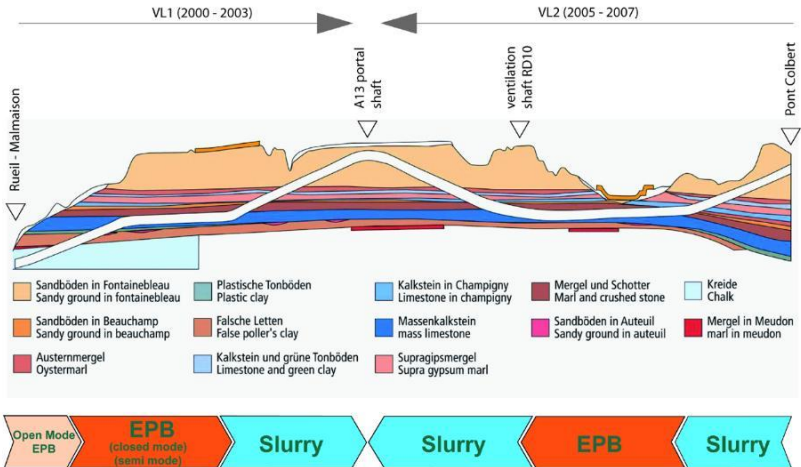 VL1 (2000 - 2003)
VL2 (2005 - 2007)
Rueil - Malmaison
A13 portal
shaft
ventilation
shaft RD10
Pont Colbert
Sandböden in Fontainebleau
Sandy ground in fontainebleau
Plastische Tonböden
Plastic clay
Kalkstein in Champigny
Limestone in champigny
Mergel und Schotter
Marl and crushed stone
Kreide
Chalk
Sandböden in Beauchamp
Sandy ground in beauchamp
Falsche Letten
False poller's clay
Massenkalkstein
mass limestone
Sandböden in Auteuil
Sandy ground in auteuil
Mergel in Meudon
marl in meudon
Austernmergel
Oystermarl
Kalkstein und grüne Tonböden
Limestone and green clay
Supragipsmergel
Supra gypsum marl
Open Mode
EPB
EPB
(closed mode)
(semi mode)
Slurry
Slurry
EPB
Slurry